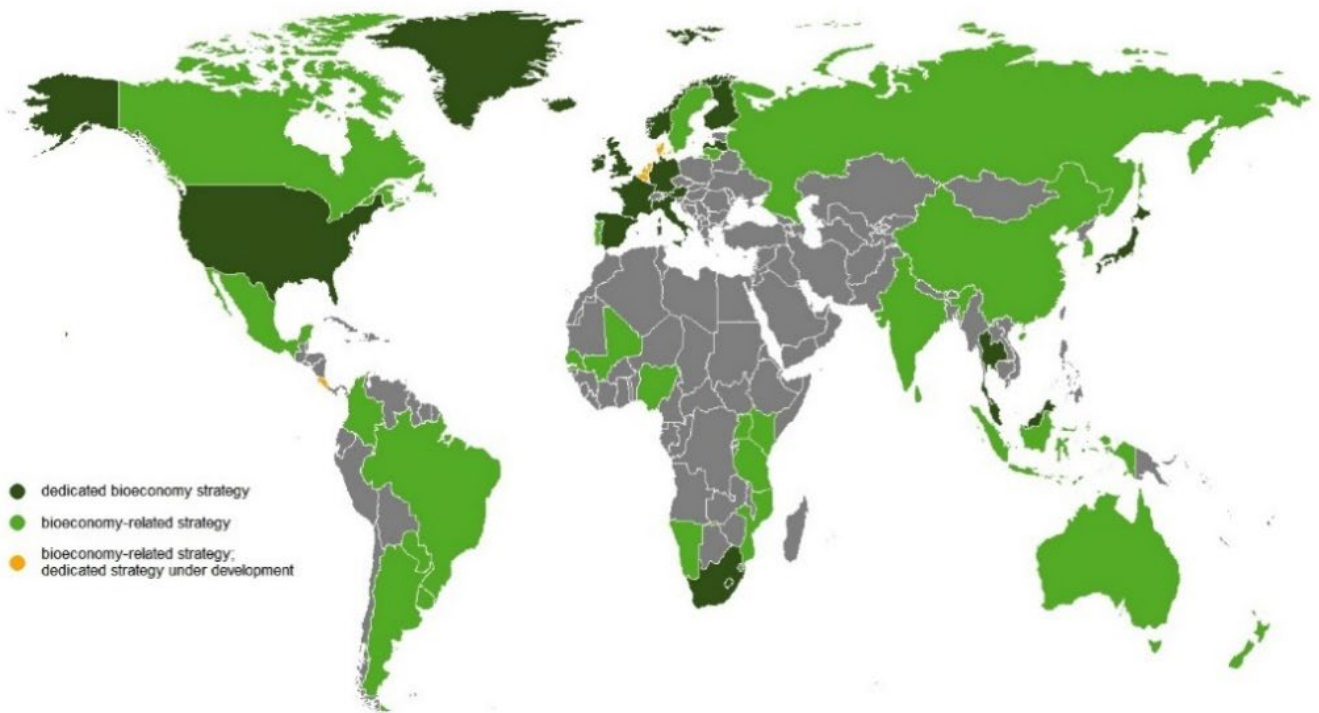 dedicated bioeconomy strategy
bioeconomy-related strategy
bioeconomy-related strategy;
dedicated strategy under development